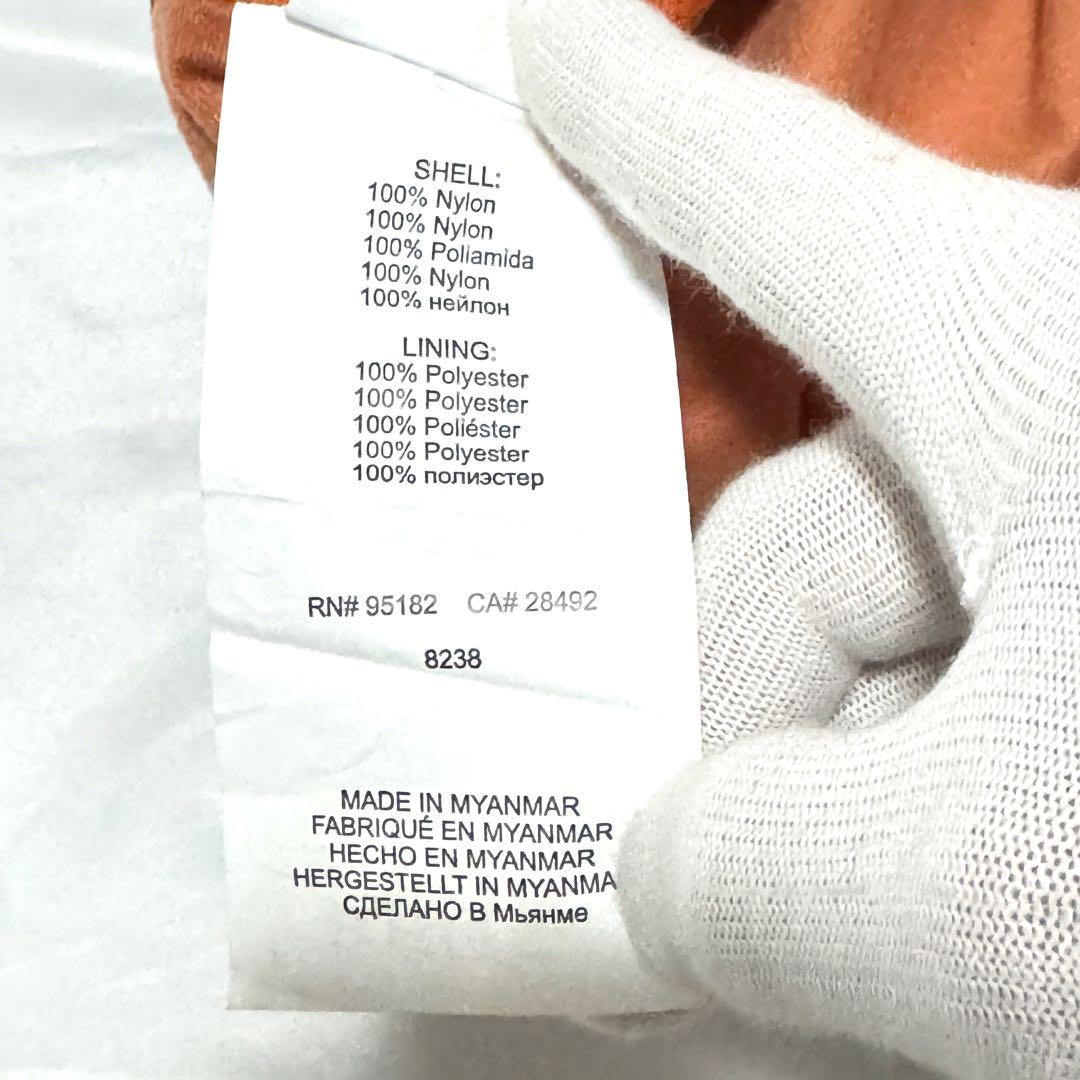 SHELL:
100% Nylon
100% Nylon
100% Poliamida
100% Nylon
100% нейлон
LINING:
100% Polyester
100% Polyester
100% Poliéster
100% Polyester
100% полиэстер
RN# 95182 CA# 28492
8238
MADE IN MYANMAR
FABRIQUÉ EN MYANMAR
HECHO EN MYANMAR
HERGESTELLT IN MYANMA
СДЕЛАНО В Мьянме